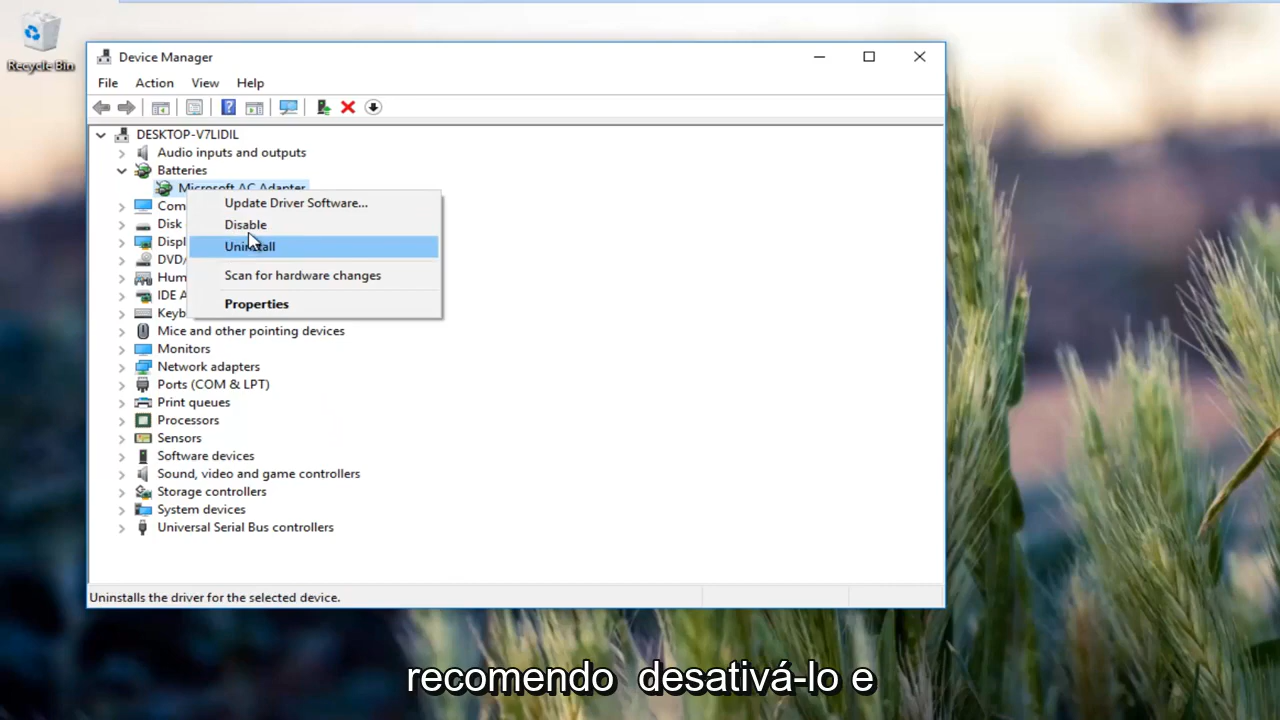 Recycle Bin
Device Manager
File Action View Help
DESKTOP-V7LIDIL
Audio inputs and outputs
Batteries
Microsoft AC Adapter
Update Driver Software...
Com
Disable
Disk
Displ
Uninstall
DVD/
Scan for hardware changes
Hum
IDE A
Properties
Keyb
Mice and other pointing devices
Monitors
Network adapters
Ports (COM & LPT)
Print queues
Processors
Sensors
Software devices
Sound, video and game controllers
Storage controllers
System devices
Universal Serial Bus controllers
Uninstalls the driver for the selected device.
recomendo desativá-lo e